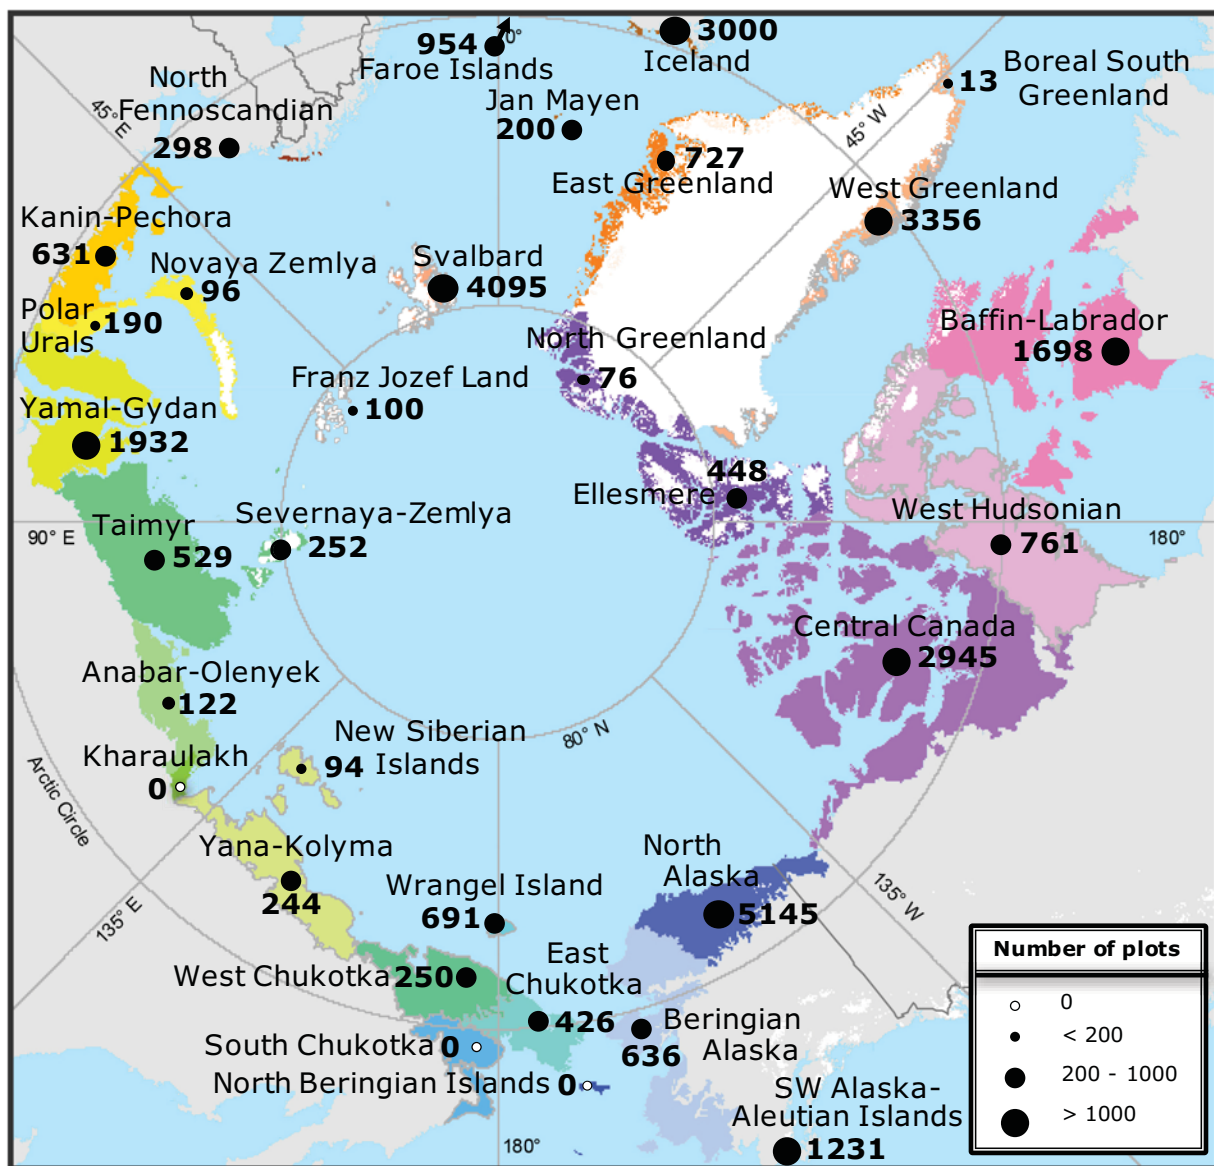 954
0°
Faroe Islands
3000
Iceland
13
Boreal South
Greenland
North
Fennoscandian
298
45° E
Jan Mayen
200
45° W
727
East Greenland
West Greenland
3356
Kanin-Pechora
631
Novaya Zemlya
96
Svalbard
4095
Polar
Urals
190
North Greenland
76
Baffin-Labrador
1698
Franz Jozef Land
100
Yamal-Gydan
1932
448
Ellesmere
90° E
Taimyr
529
Severnaya-Zemlya
252
West Hudsonian
761
180°
Central Canada
2945
Anabar-Olenyek
122
80° N
New Siberian
Islands
94
Kharaulakh
0
Arctic Circle
Yana-Kolyma
244
135° E
Wrangel Island
691
North
Alaska
5145
135° W
West Chukotka
250
East
Chukotka
426
Beringian
Alaska
636
South Chukotka 0
North Beringian Islands 0
SW Alaska-
Aleutian Islands
1231
180°
Number of plots
0
< 200
200 - 1000
> 1000